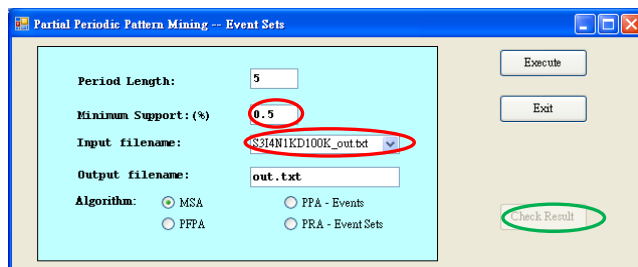 Partial Periodic Pattern Mining -- Event Sets
Period Length: 5
Execute
Minimum Support:(%) 0.5
Exit
Input filename: S3I4N1KD100K_out.txt
Output filename: out.txt
Algorithm: MSA PPA - Events
Check Result
PFPA PRA - Event Sets